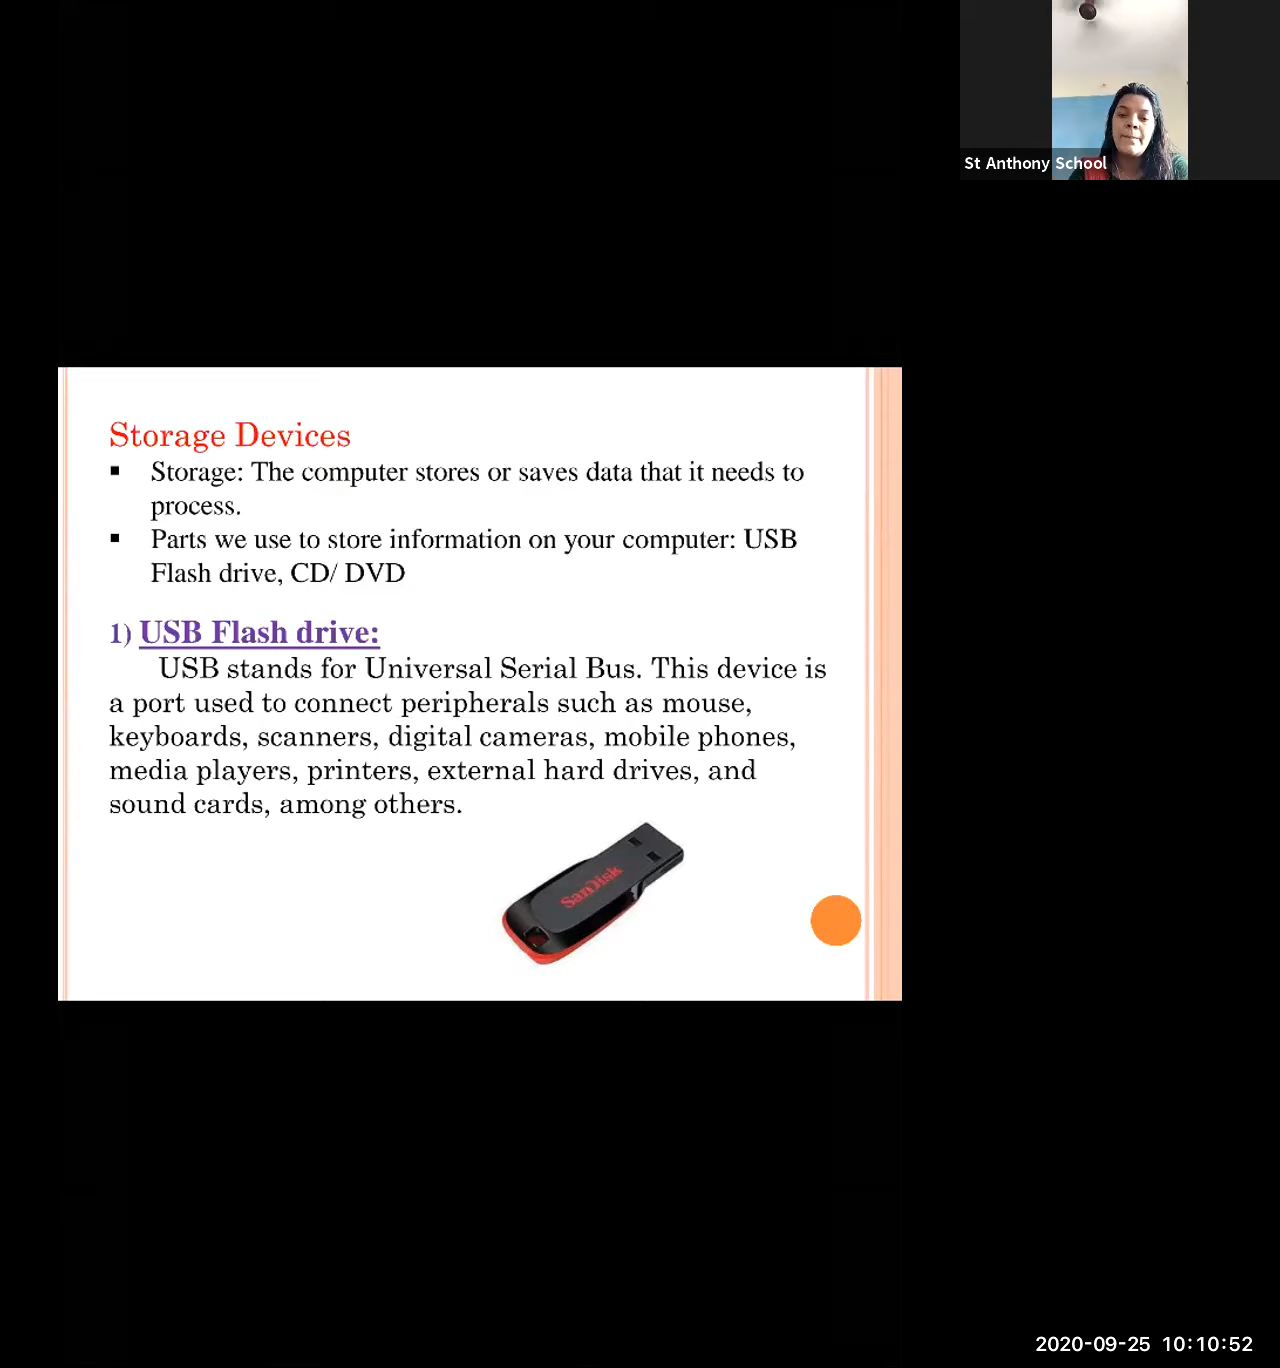 St Anthony School
Storage Devices
▪ Storage: The computer stores or saves data that it needs to
process.
▪ Parts we use to store information on your computer: USB
Flash drive, CD/ DVD
1) USB Flash drive:
USB stands for Universal Serial Bus. This device is
a port used to connect peripherals such as mouse,
keyboards, scanners, digital cameras, mobile phones,
media players, printers, external hard drives, and
sound cards, among others.
SanDisk
2020-09-25 10:10:52